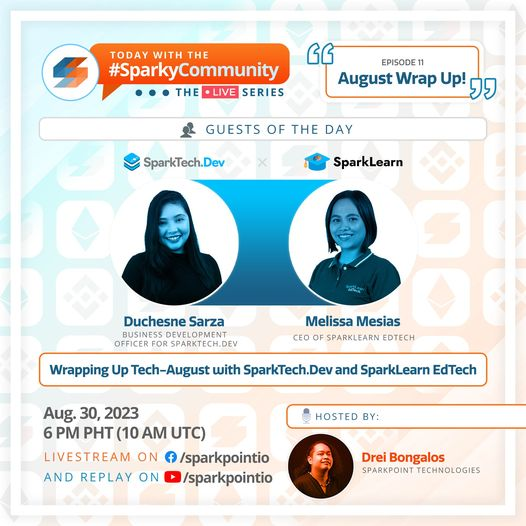 TODAY WITH THE
#SparkyCommunity
THE LIVE SERIES
EPISODE 11
August Wrap Up!
GUESTS OF THE DAY
SparkTech.Dev × SparkLearn
Duchesne Sarza
BUSINESS DEVELOPMENT
OFFICER FOR SPARKTECH.DEV
Melissa Mesias
CEO OF SPARKLEARN EDTECH
Wrapping Up Tech-August with SparkTech.Dev and SparkLearn EdTech
Aug. 30, 2023
6 PM PHT (10 AM UTC)
LIVESTREAM ON /sparkpointio
AND REPLAY ON /sparkpointio
HOSTED BY:
Drei Bongalos
SPARKPOINT TECHNOLOGIES